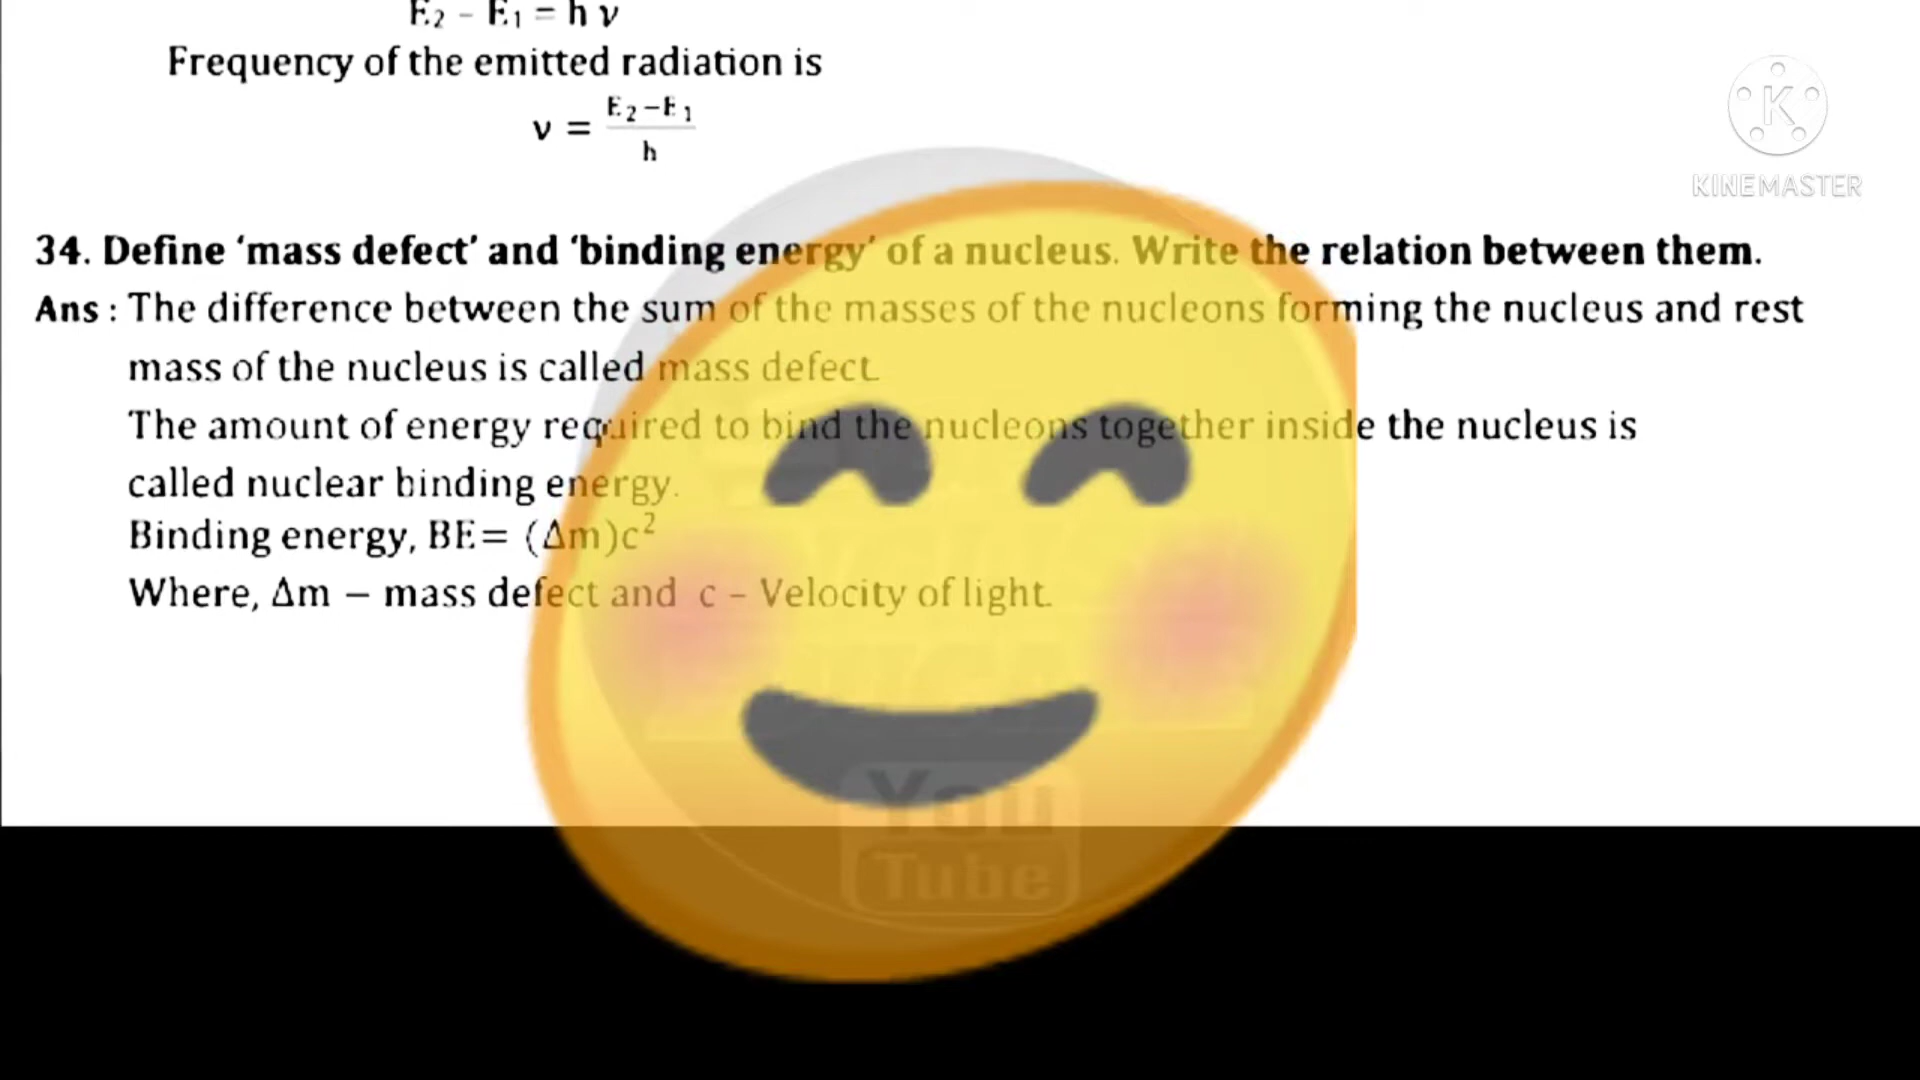 E₂ – E₁ = h ν
Frequency of the emitted radiation is
ν = E₂–E₁
h
KINEMASTER
34. Define ‘mass defect’ and ‘binding energy’ of a nucleus. Write the relation between them.
Ans : The difference between the sum of the masses of the nucleons forming the nucleus and rest
mass of the nucleus is called mass defect.
The amount of energy required to bind the nucleons together inside the nucleus is
called nuclear binding energy.
Binding energy, BE= (Δm)c²
Where, Δm – mass defect and c – Velocity of light.
You
Tube